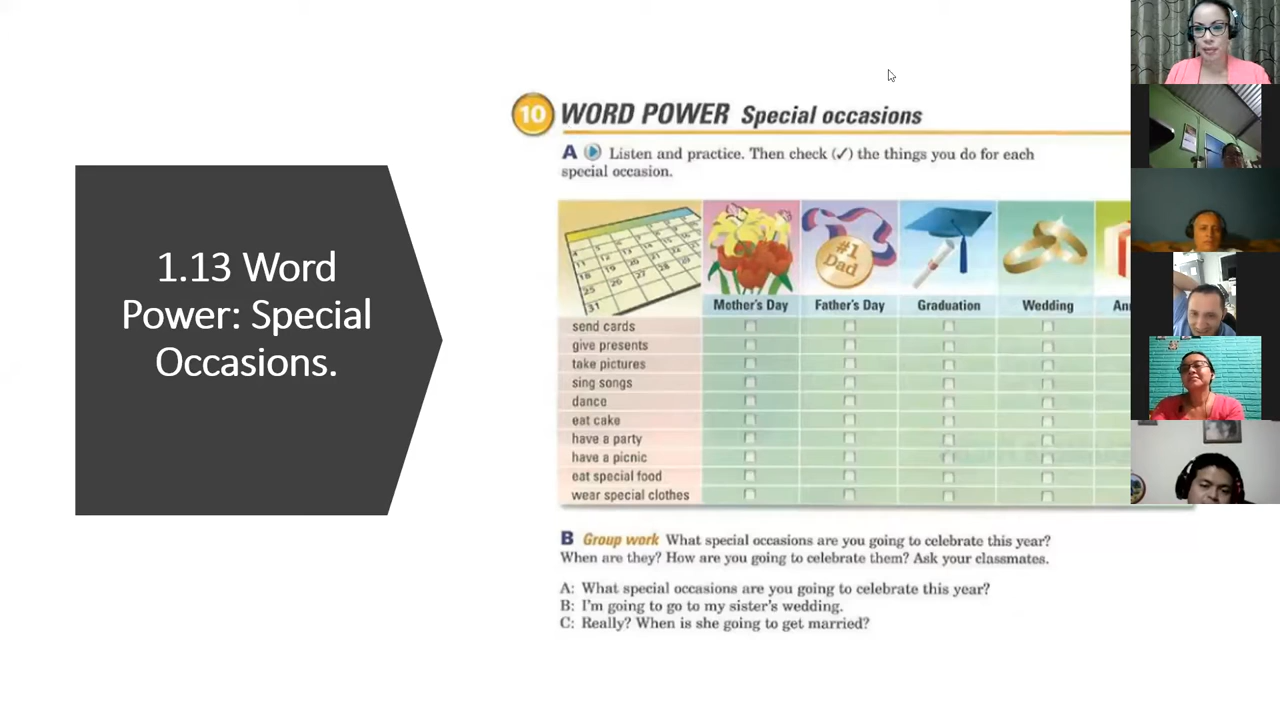 1.13 Word
Power: Special
Occasions.
10 WORD POWER Special occasions
A Listen and practice. Then check (✓) the things you do for each
special occasion.
#1
Dad
Mother's Day Father's Day Graduation Wedding
send cards
give presents
take pictures
sing songs
dance
eat cake
have a party
have a picnic
eat special food
wear special clothes
B Group work What special occasions are you going to celebrate this year?
When are they? How are you going to celebrate them? Ask your classmates.
A: What special occasions are you going to celebrate this year?
B: I'm going to go to my sister's wedding.
C: Really? When is she going to get married?